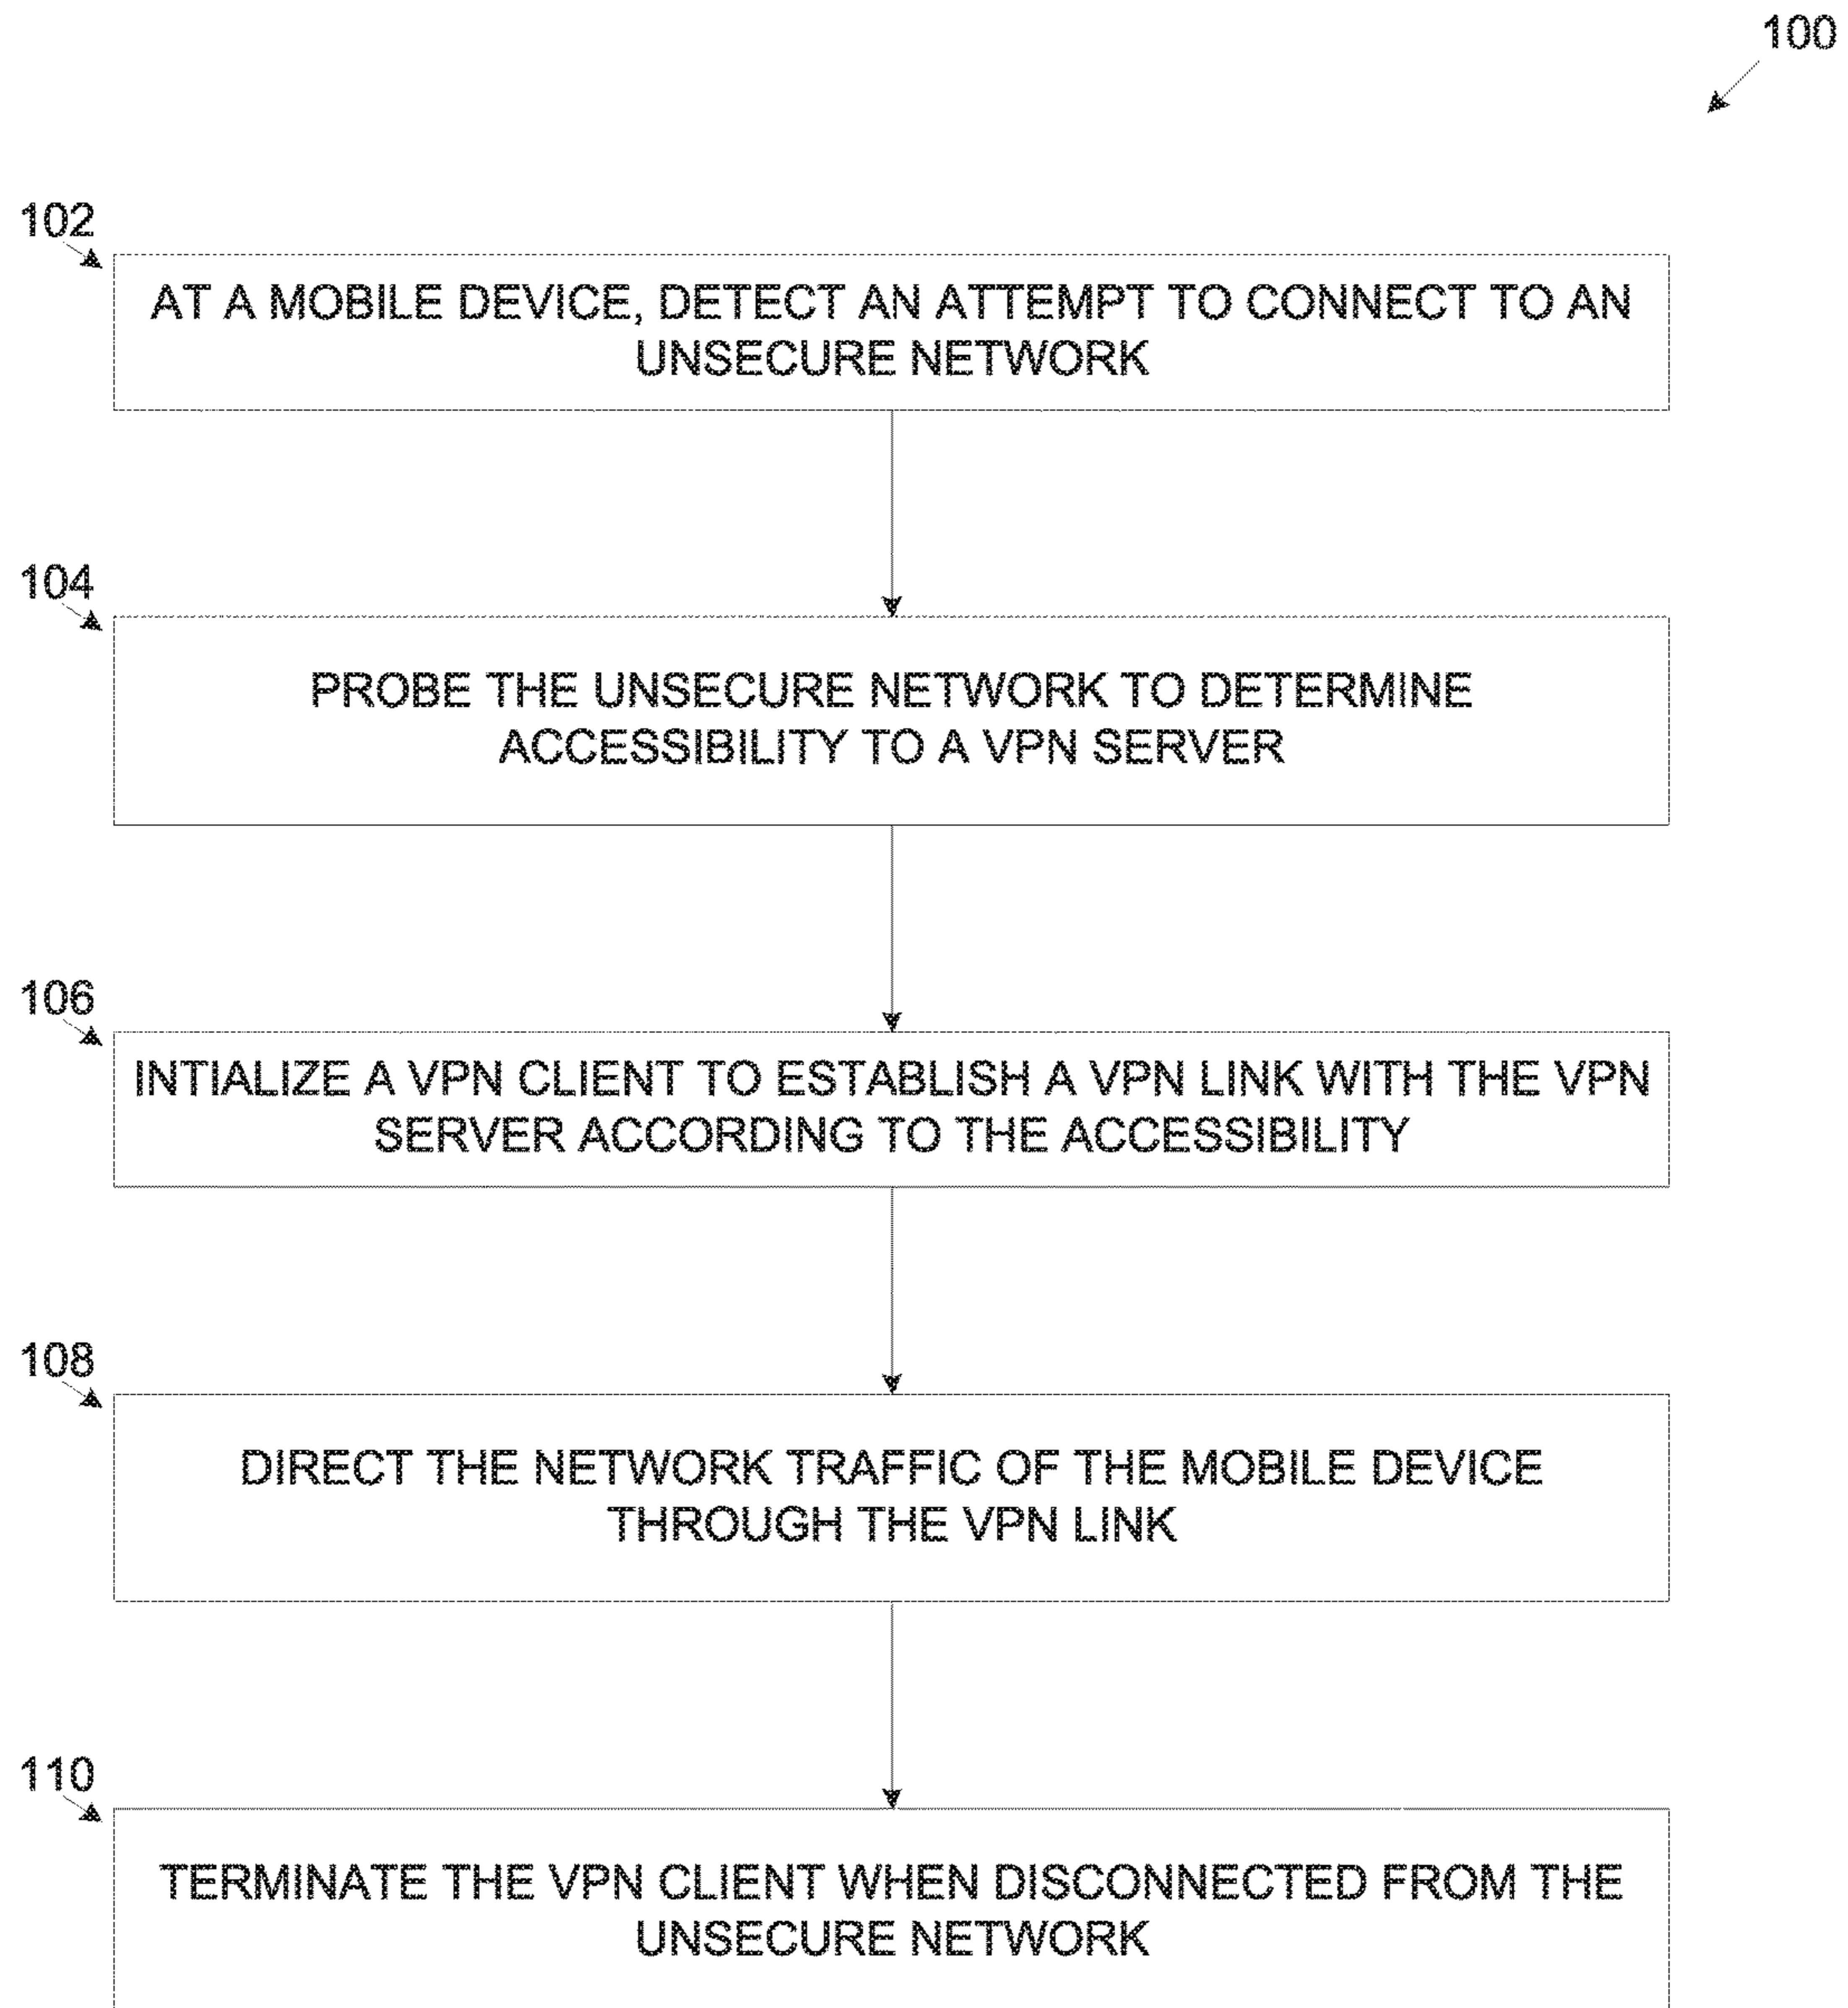 100
102
AT A MOBILE DEVICE, DETECT AN ATTEMPT TO CONNECT TO AN
UNSECURE NETWORK
104
PROBE THE UNSECURE NETWORK TO DETERMINE
ACCESSIBILITY TO A VPN SERVER
106
INTIALIZE A VPN CLIENT TO ESTABLISH A VPN LINK WITH THE VPN
SERVER ACCORDING TO THE ACCESSIBILITY
108
DIRECT THE NETWORK TRAFFIC OF THE MOBILE DEVICE
THROUGH THE VPN LINK
110
TERMINATE THE VPN CLIENT WHEN DISCONNECTED FROM THE
UNSECURE NETWORK